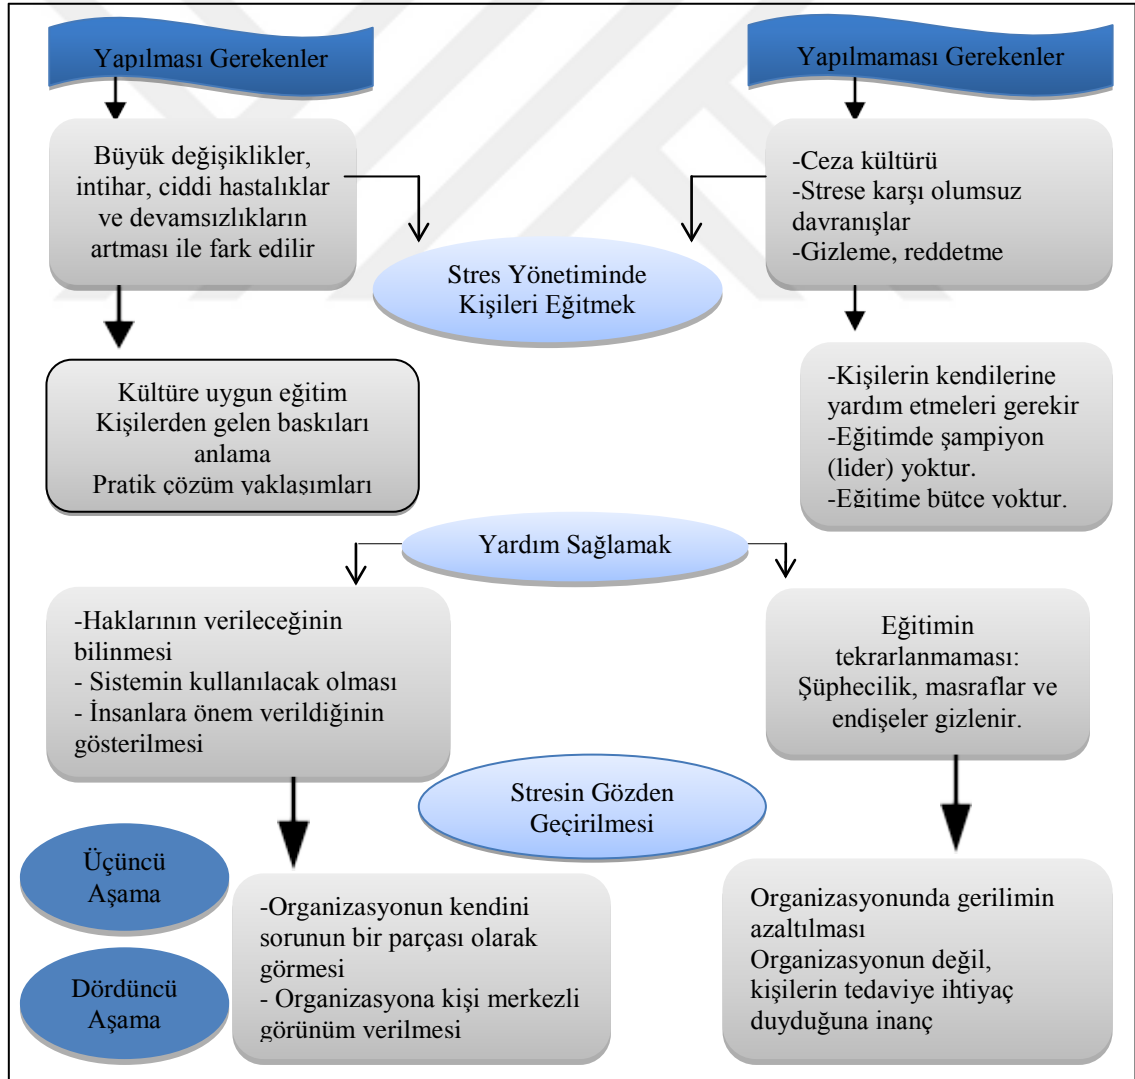 Yapılması Gerekenler
Yapılmaması Gerekenler
Büyük değişiklikler,
intihar, ciddi hastalıklar
ve devamsızlıkların
artması ile fark edilir
-Ceza kültürü
-Strese karşı olumsuz
davranışlar
-Gizleme, reddetme
Stres Yönetiminde
Kişileri Eğitmek
Kültüre uygun eğitim
Kişilerden gelen baskıları
anlama
Pratik çözüm yaklaşımları
-Kişilerin kendilerine
yardım etmeleri gerekir
-Eğitimde şampiyon
(lider) yoktur.
-Eğitime bütçe yoktur.
Yardım Sağlamak
-Haklarının verileceğinin
bilinmesi
- Sistemin kullanılacak olması
- İnsanlara önem verildiğinin
gösterilmesi
Eğitimin
tekrarlanmaması:
Şüphecilik, masraflar ve
endişeler gizlenir.
Stresin Gözden
Geçirilmesi
Üçüncü
Aşama
Dördüncü
Aşama
-Organizasyonun kendini
sorunun bir parçası olarak
görmesi
- Organizasyona kişi merkezli
görünüm verilmesi
Organizasyonunda gerilimin
azaltılması
Organizasyonun değil,
kişilerin tedaviye ihtiyaç
duyduğuna inanç